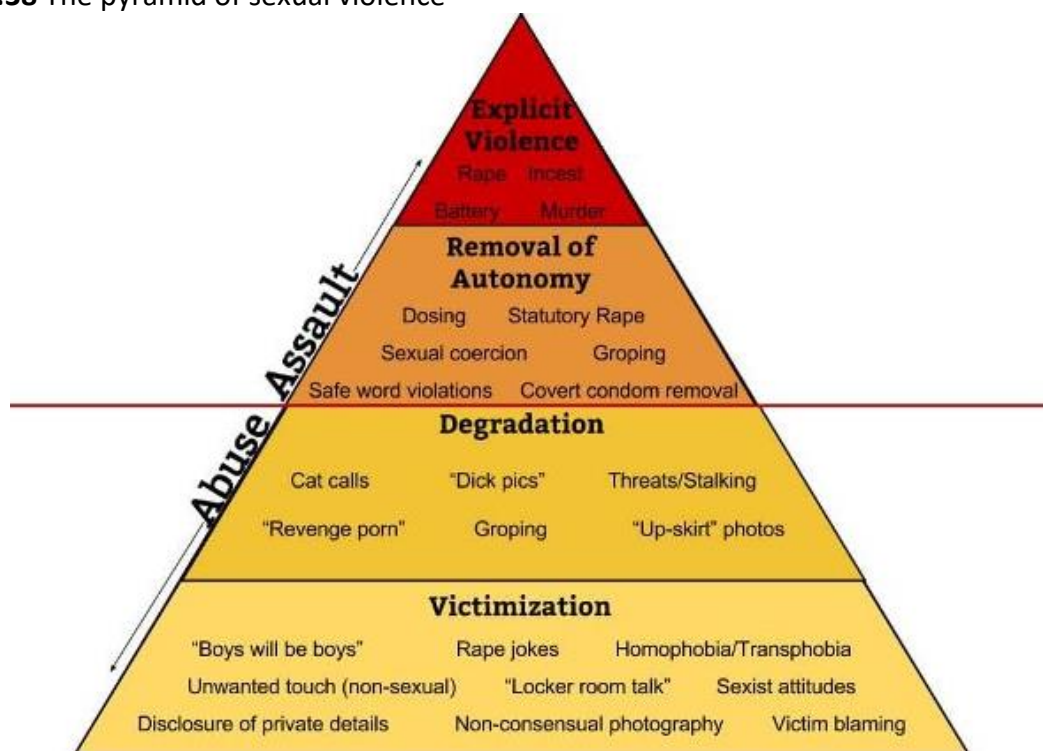 .38 The pyramid of sexual violence
Explicit
Violence
Rape Incest
Battery Murder
Removal of
Autonomy
Dosing Statutory Rape
Sexual coercion Groping
Safe word violations Covert condom removal
Abuse Assault
Degradation
Cat calls “Dick pics” Threats/Stalking
“Revenge porn” Groping “Up-skirt” photos
Victimization
“Boys will be boys” Rape jokes Homophobia/Transphobia
Unwanted touch (non-sexual) “Locker room talk” Sexist attitudes
Disclosure of private details Non-consensual photography Victim blaming